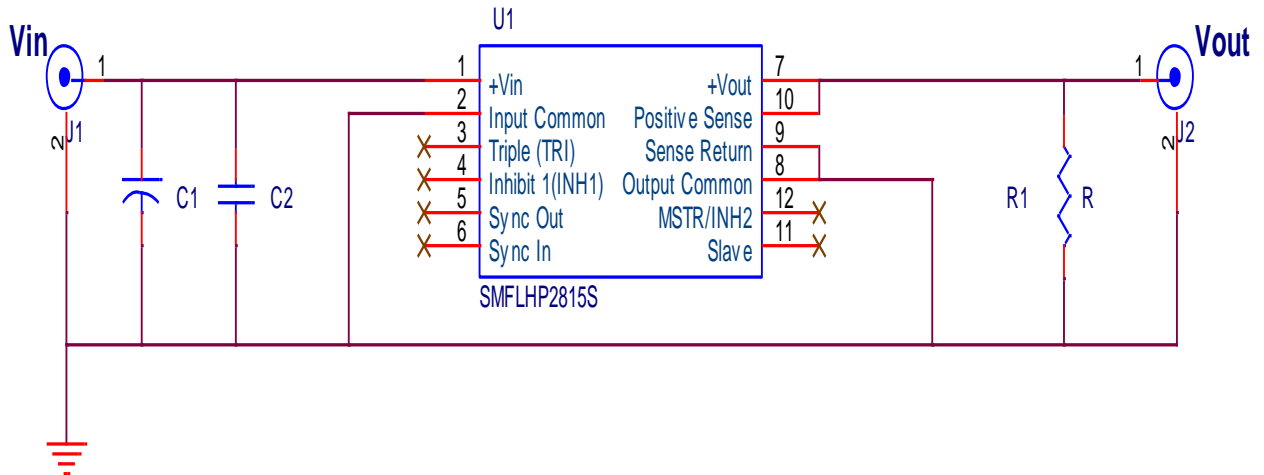 U1
Vin
Vout
1
1
7
1
+Vin
+Vout
2
10
Input Common
Positive Sense
J1
3
9
J2
2
Triple (TRI)
Sense Return
2
4
8
Inhibit 1(INH1)
Output Common
C1
C2
5
12
R1
R
Sync Out
MSTR/INH2
6
11
Sync In
Slave
SMFLHP2815S